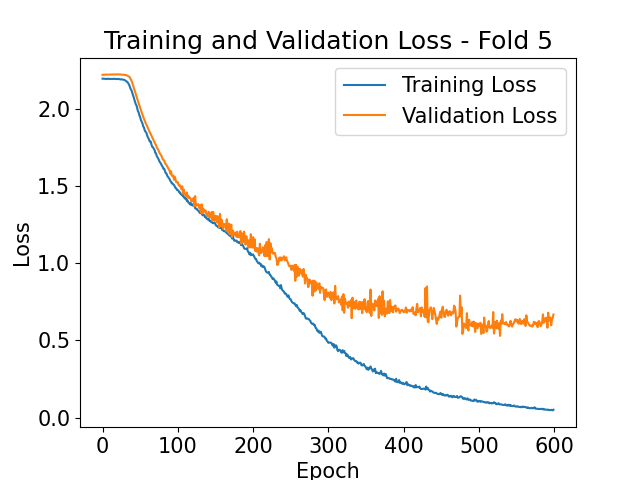 Training and Validation Loss - Fold 5
Training Loss
Validation Loss
Loss
2.0
1.5
1.0
0.5
0.0
0 100 200 300 400 500 600
Epoch